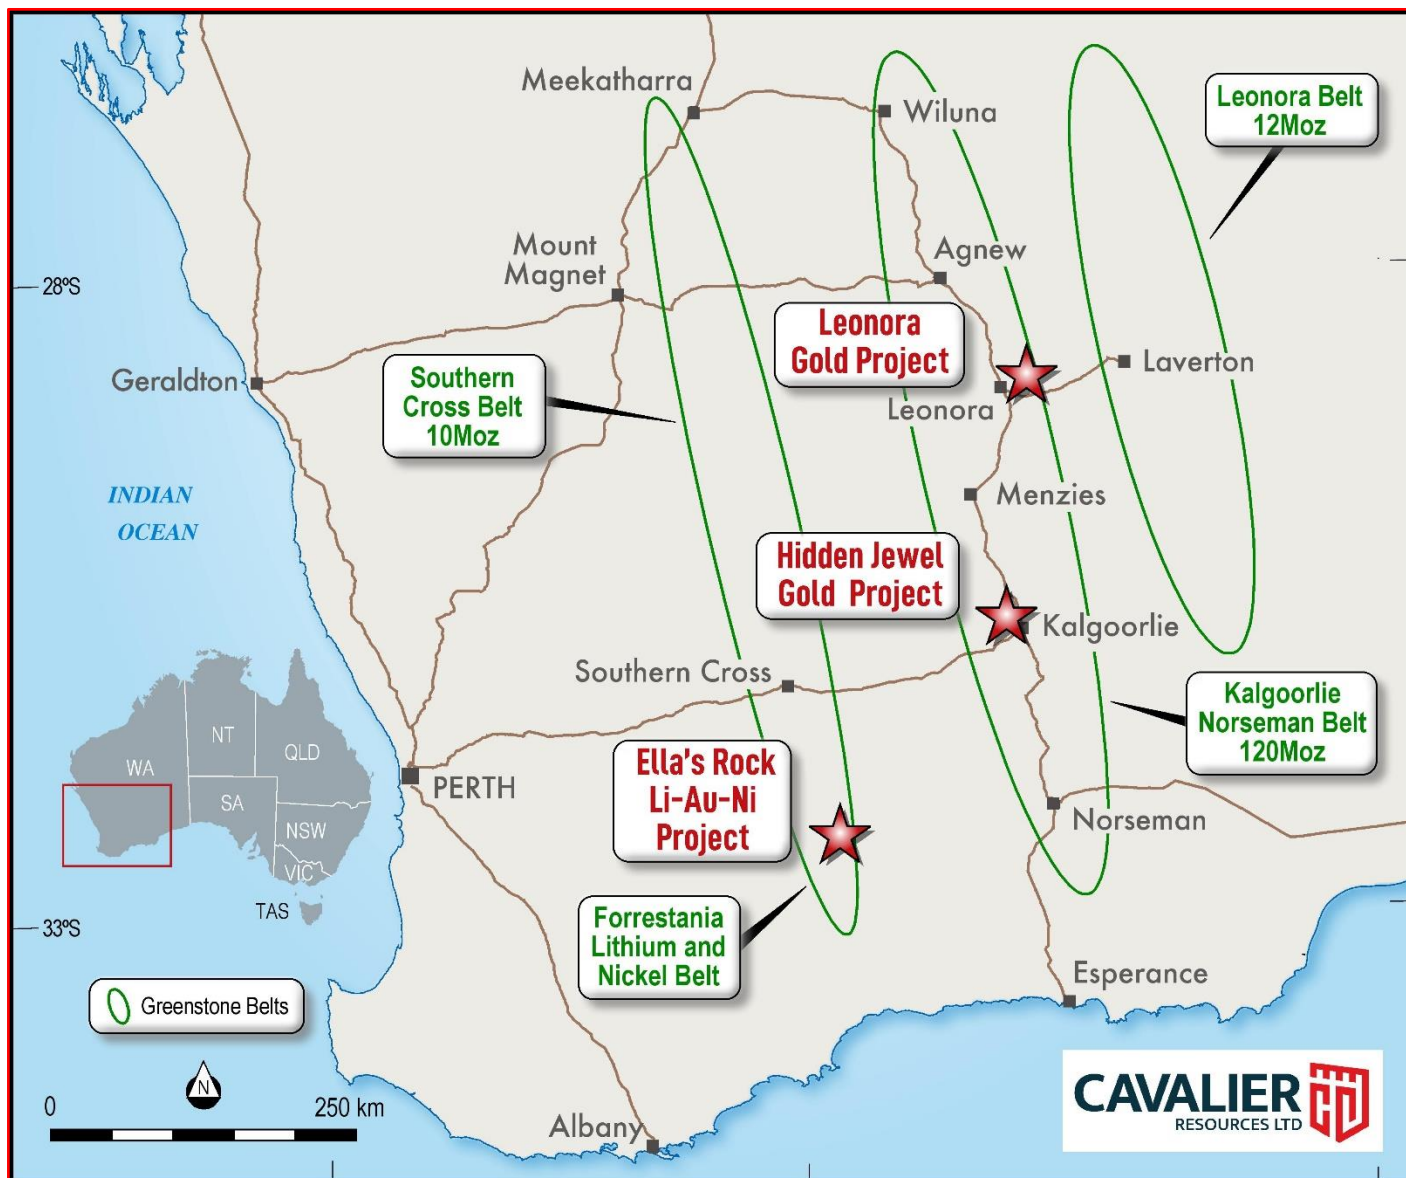 Meekatharra
Wiluna
Leonora Belt
12Moz
Mount
Magnet
Agnew
28ºS
Leonora
Gold Project
Laverton
Geraldton
Southern
Cross Belt
10Moz
Leonora
INDIAN
OCEAN
Menzies
Hidden Jewel
Gold Project
Kalgoorlie
Southern Cross
Kalgoorlie
Norseman Belt
120Moz
WA
NT
QLD
SA
NSW
VIC
TAS
PERTH
Ella's Rock
Li-Au-Ni
Project
Norseman
33ºS
Forrestania
Lithium and
Nickel Belt
Esperance
Greenstone Belts
N
0 250 km
Albany
CAVALIER
RESOURCES LTD